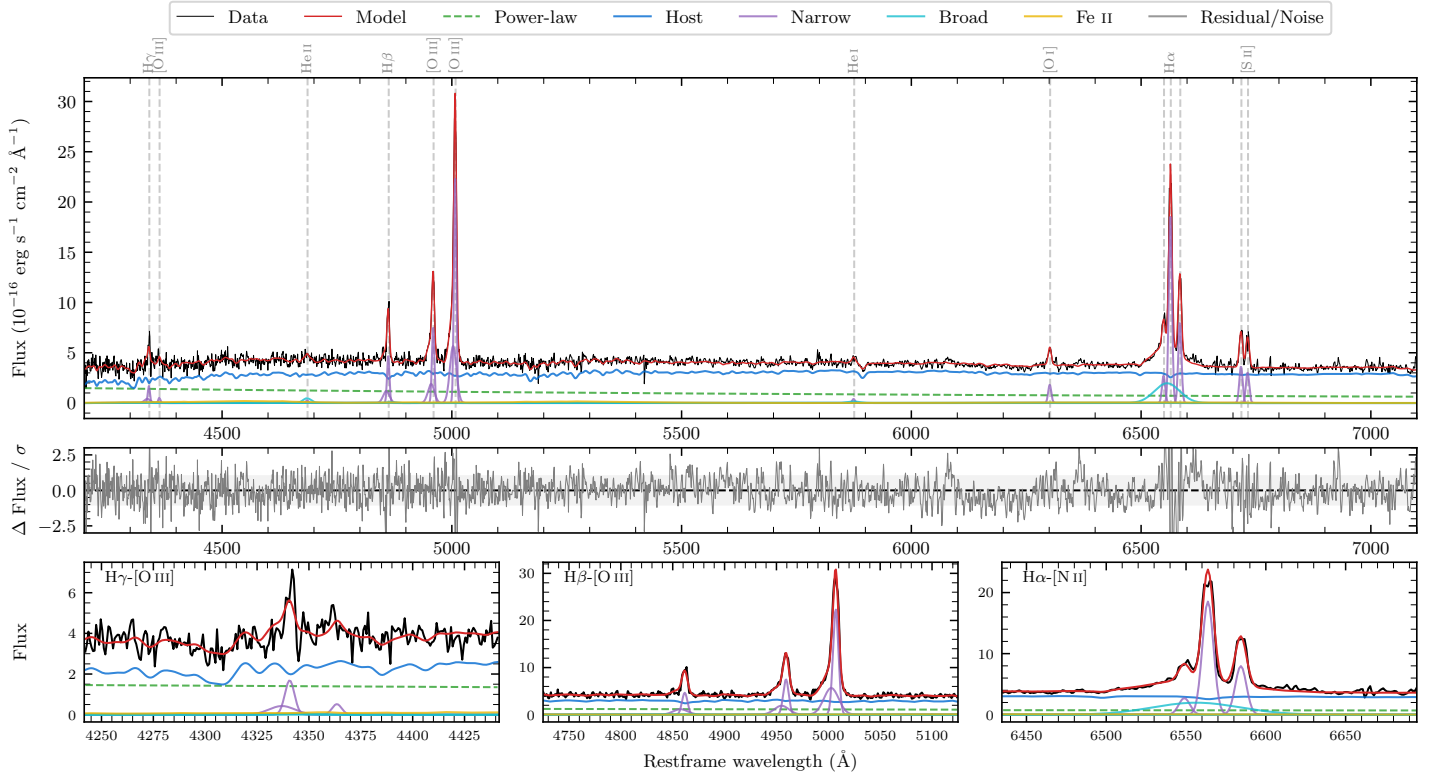 Data Model Power-law Host Narrow Broad Fe II Residual/Noise
Hγ [O III] He II Hβ [O III] [O III] He I [O I] Hα [S II]
Flux (10⁻¹⁶ erg s⁻¹ cm⁻² Å⁻¹)
30
25
20
15
10
5
0
4500 5000 5500 6000 6500 7000
Δ Flux / σ
2.5
0.0
−2.5
4500 5000 5500 6000 6500 7000
Flux
Hγ-[O III]
6
4
2
0
4250 4275 4300 4325 4350 4375 4400 4425
Hβ-[O III]
30
20
10
0
4750 4800 4850 4900 4950 5000 5050 5100
Hα-[N II]
20
10
0
6450 6500 6550 6600 6650
Restframe wavelength (Å)